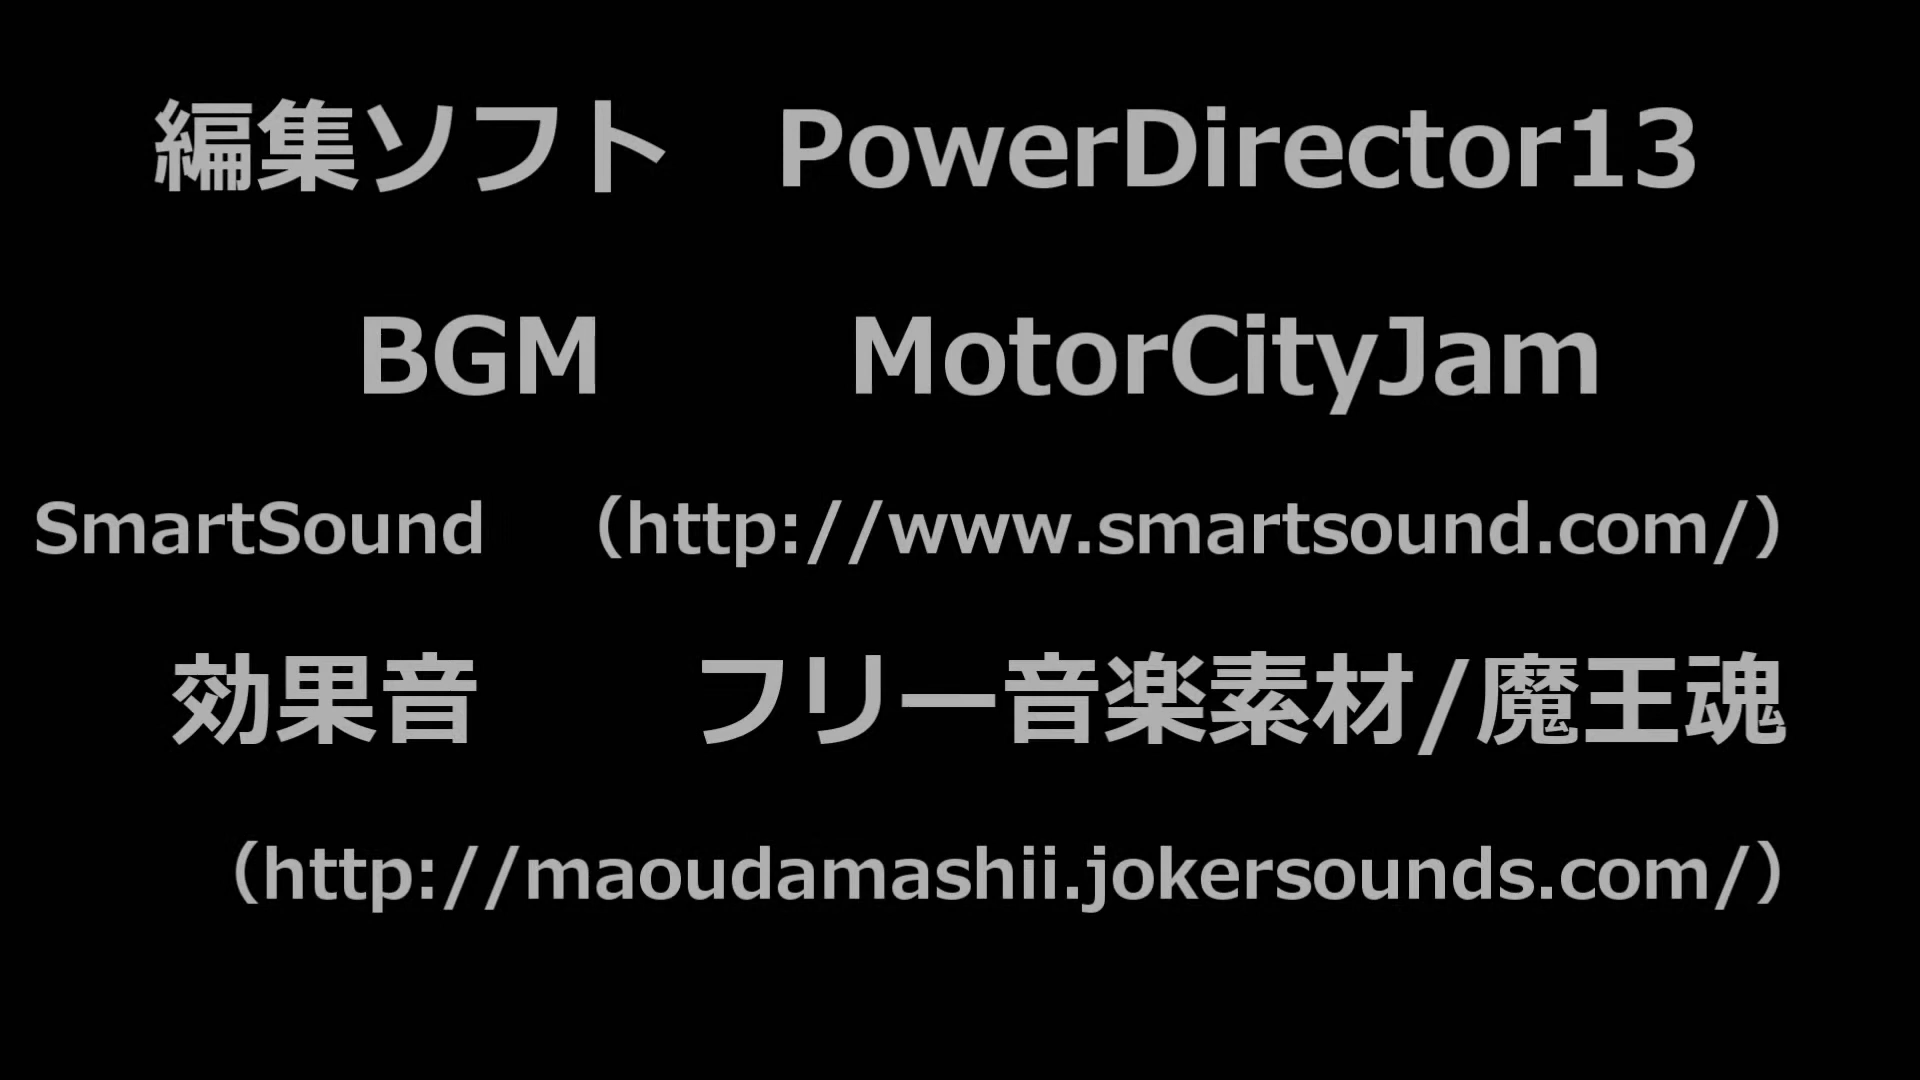 編集ソフト　PowerDirector13
BGM　　MotorCityJam
SmartSound　（http://www.smartsound.com/）
効果音　　フリー音楽素材/魔王魂
（http://maoudamashii.jokersounds.com/）